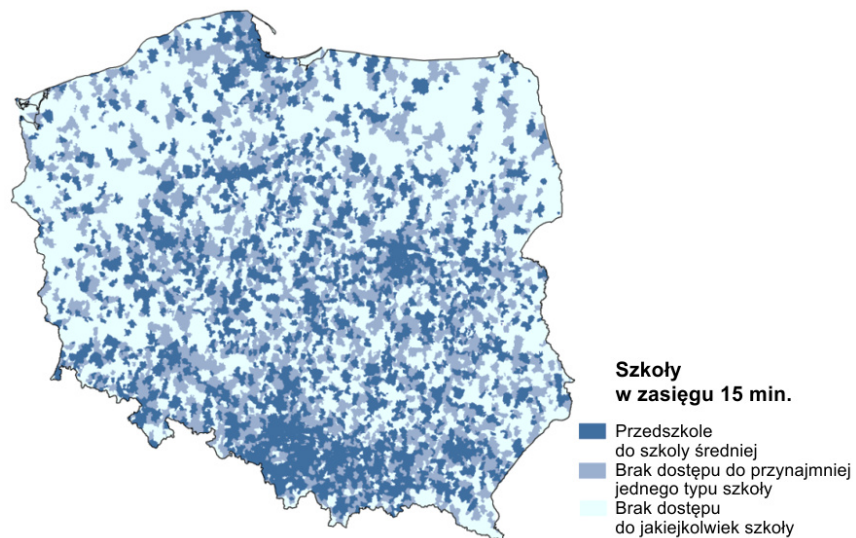 Szkoły
w zasięgu 15 min.
Przedszkole
do szkoly średniej
Brak dostępu do przynajmniej
jednego typu szkoły
Brak dostępu
do jakiejkolwiek szkoły